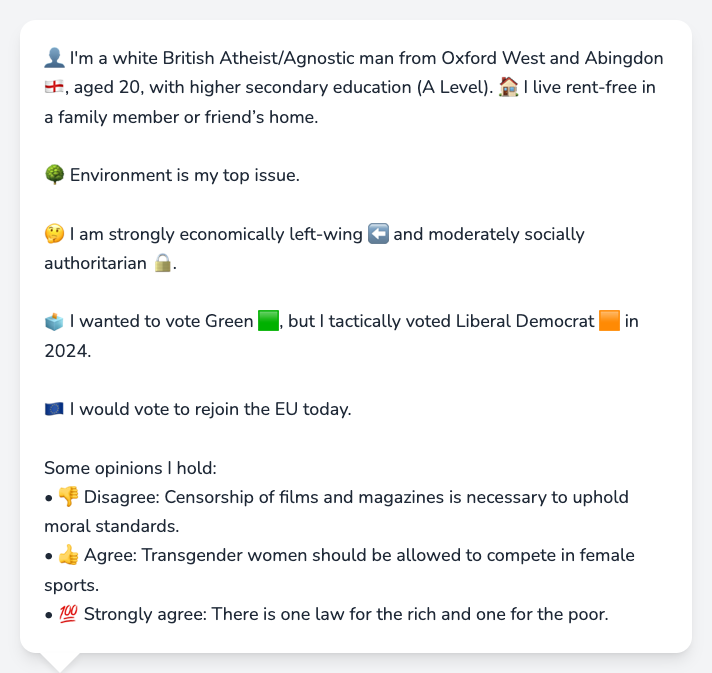 👤 I'm a white British Atheist/Agnostic man from Oxford West and Abingdon
🏴󠁧󠁢󠁥󠁮󠁧󠁿, aged 20, with higher secondary education (A Level). 🏠 I live rent-free in
a family member or friend’s home.
🌳 Environment is my top issue.
🤔 I am strongly economically left-wing ⬅️ and moderately socially
authoritarian 🔒.
🗳️ I wanted to vote Green 🟩, but I tactically voted Liberal Democrat 🟧 in
2024.
🇪🇺 I would vote to rejoin the EU today.
Some opinions I hold:
• 👎 Disagree: Censorship of films and magazines is necessary to uphold
moral standards.
• 👍 Agree: Transgender women should be allowed to compete in female
sports.
• 💯 Strongly agree: There is one law for the rich and one for the poor.